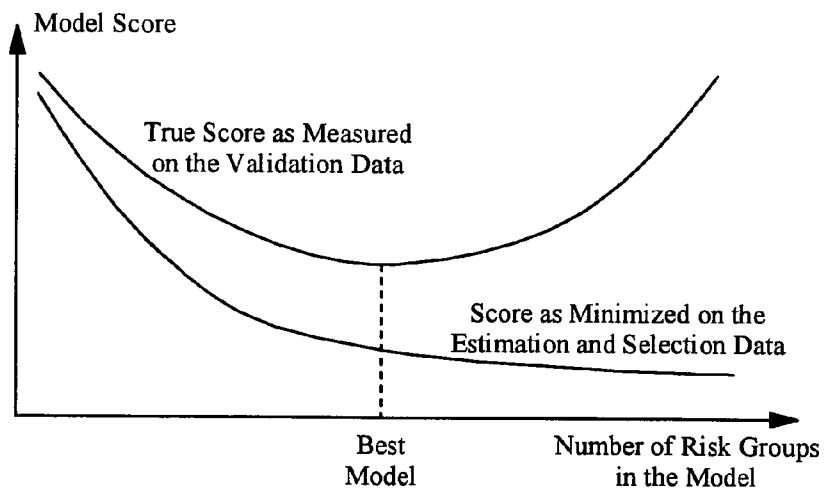 Model Score
True Score as Measured
on the Validation Data
Score as Minimized on the
Estimation and Selection Data
Best
Model
Number of Risk Groups
in the Model